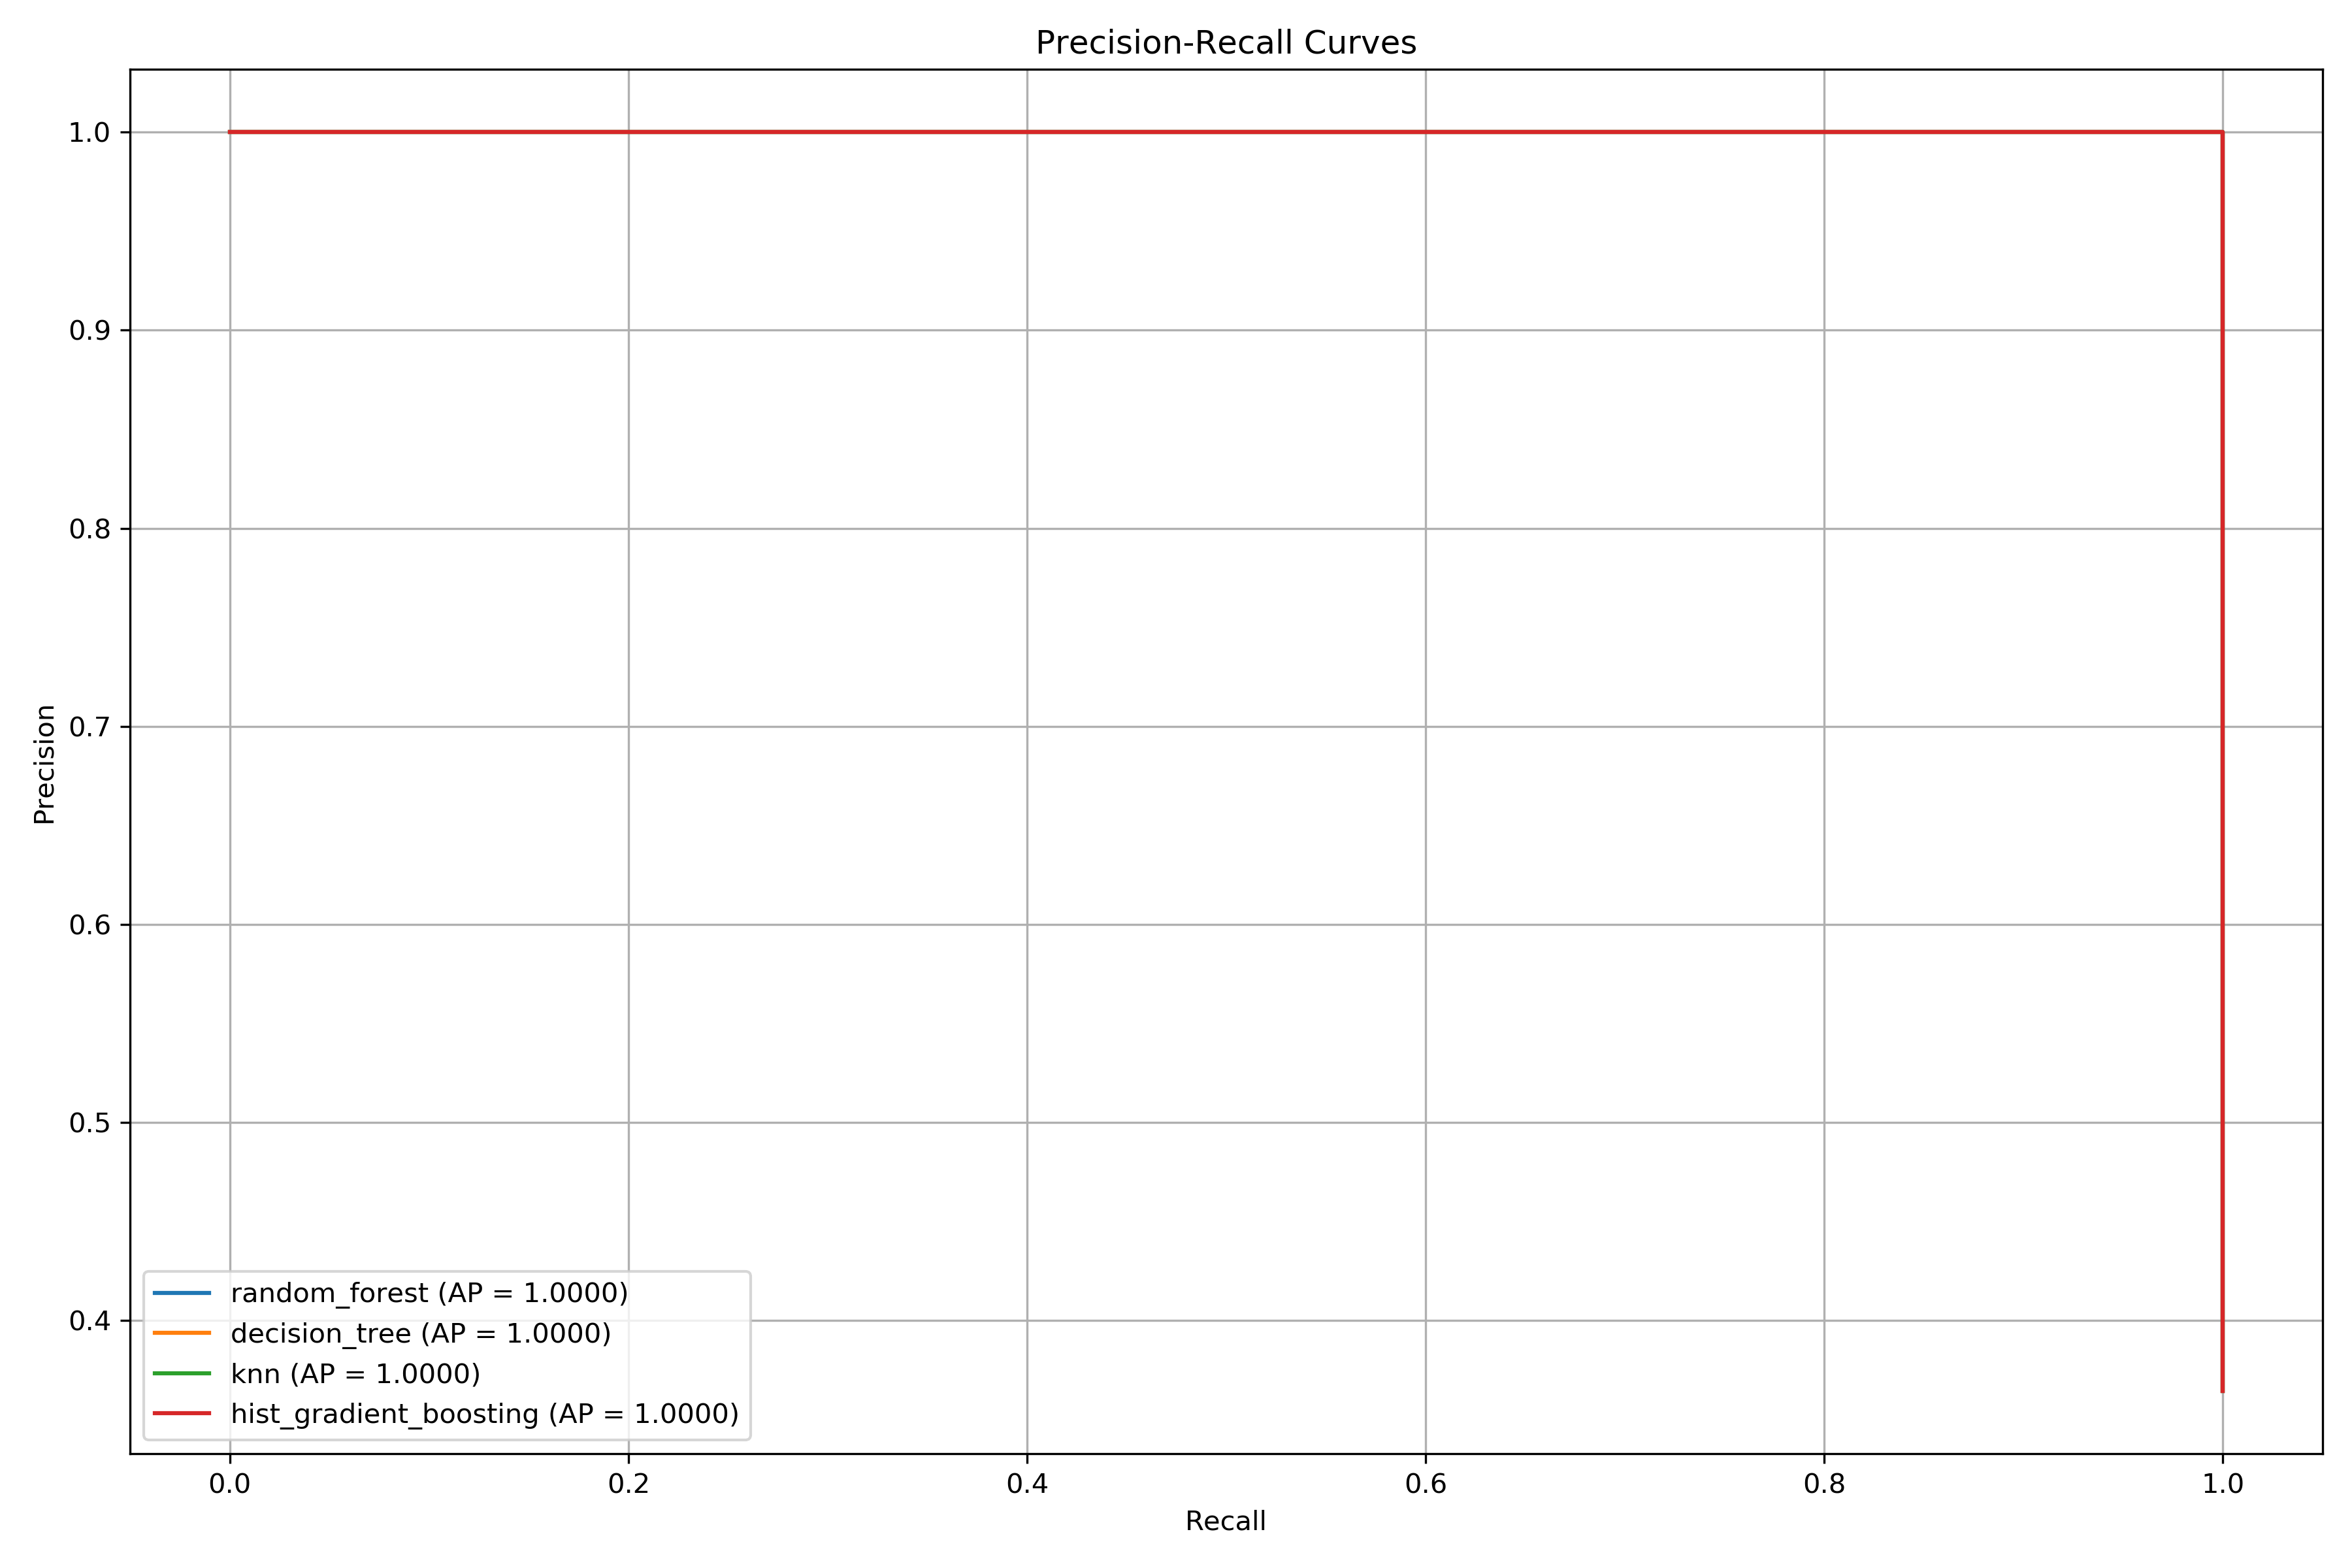 Precision-Recall Curves
Precision
1.0
0.9
0.8
0.7
0.6
0.5
0.4
random_forest (AP = 1.0000)
decision_tree (AP = 1.0000)
knn (AP = 1.0000)
hist_gradient_boosting (AP = 1.0000)
0.0 0.2 0.4 0.6 0.8 1.0
Recall